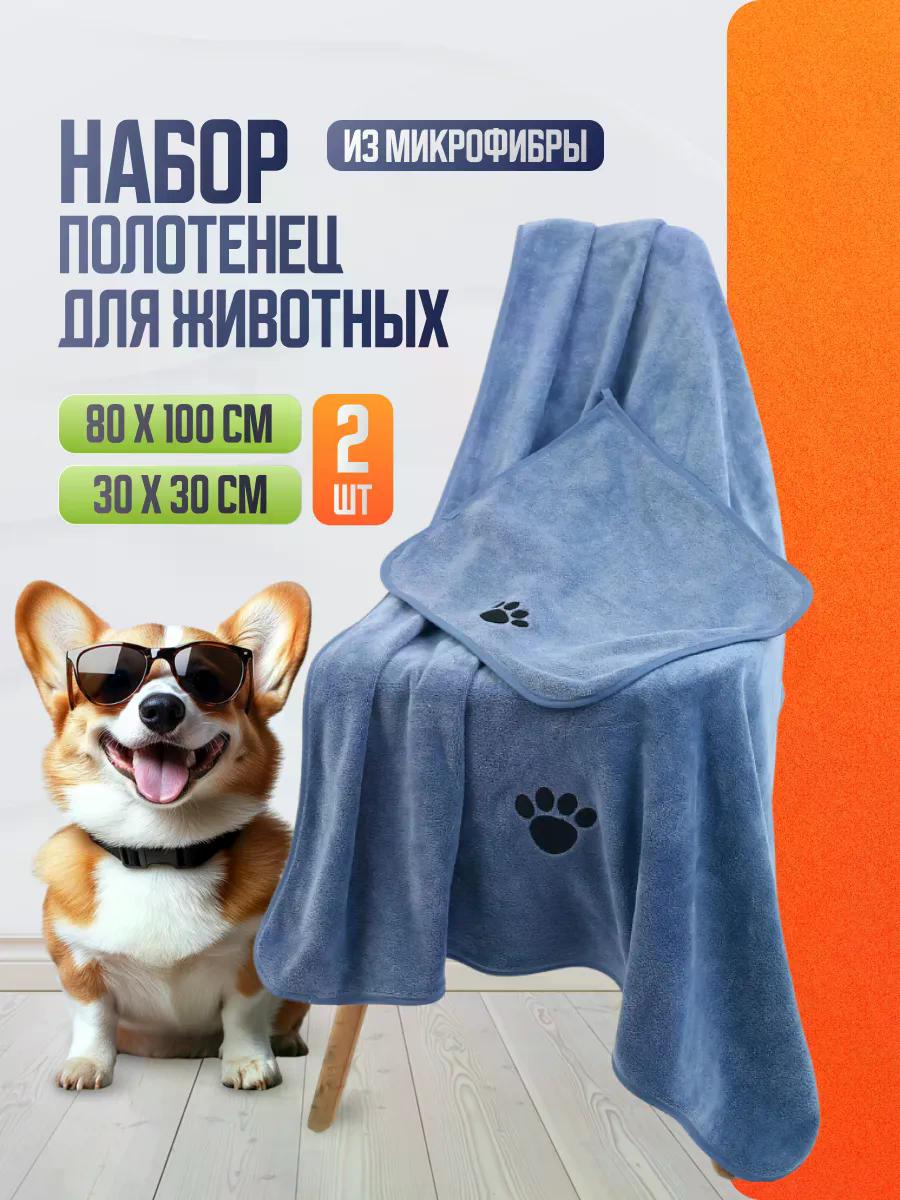 НАБОР
ИЗ МИКРОФИБРЫ
ПОЛОТЕНЕЦ
ДЛЯ ЖИВОТНЫХ
80 X 100 СМ
30 X 30 СМ
2
ШТ